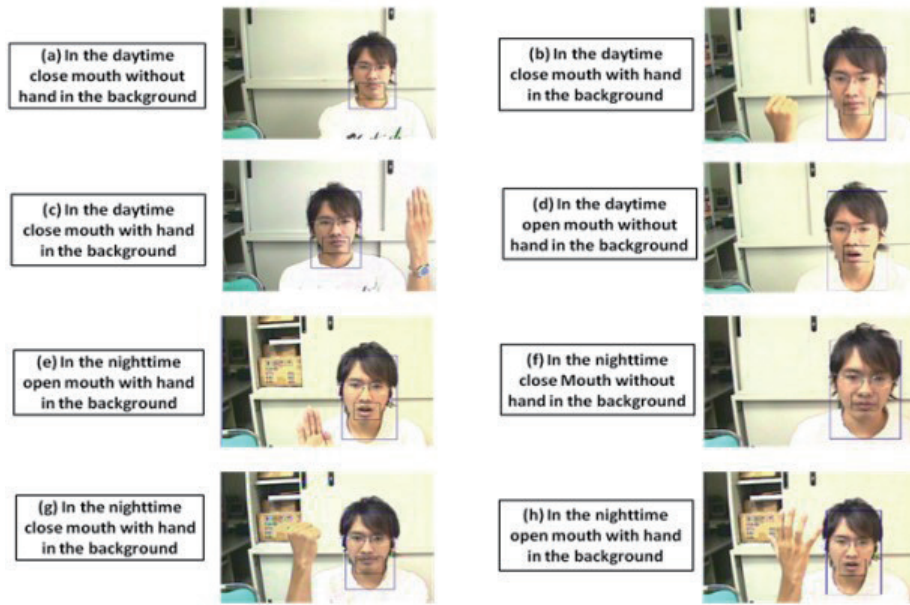 (a) In the daytime
close mouth without
hand in the background
(b) In the daytime
close mouth with hand
in the background
(c) In the daytime
close mouth with hand
in the background
(d) In the daytime
open mouth without
hand in the background
(e) In the nighttime
open mouth with hand
in the background
(f) In the nighttime
close Mouth without
hand in the background
(g) In the nighttime
close mouth with hand
in the background
(h) In the nighttime
open mouth with hand
in the background